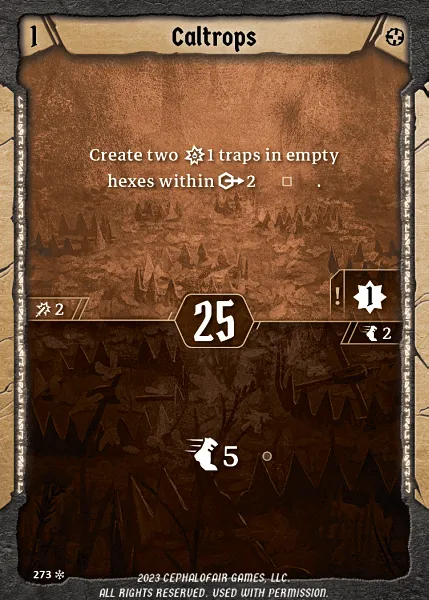 1
Caltrops
Create two 1 traps in empty
hexes within 2 .
! 1
2
25
2
5
273
2023 CEPHALOFAIR GAMES, LLC.
ALL RIGHTS RESERVED. USED WITH PERMISSION.